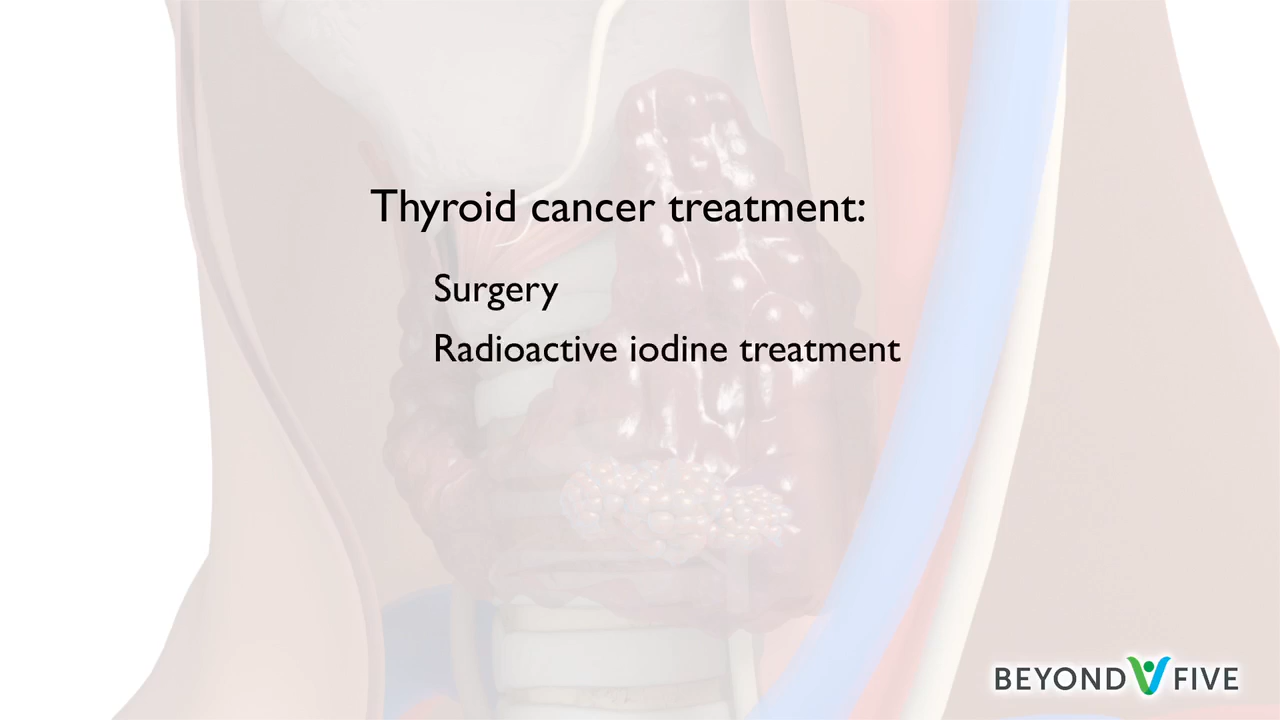 Thyroid cancer treatment:
Surgery
Radioactive iodine treatment
BEYOND FIVE